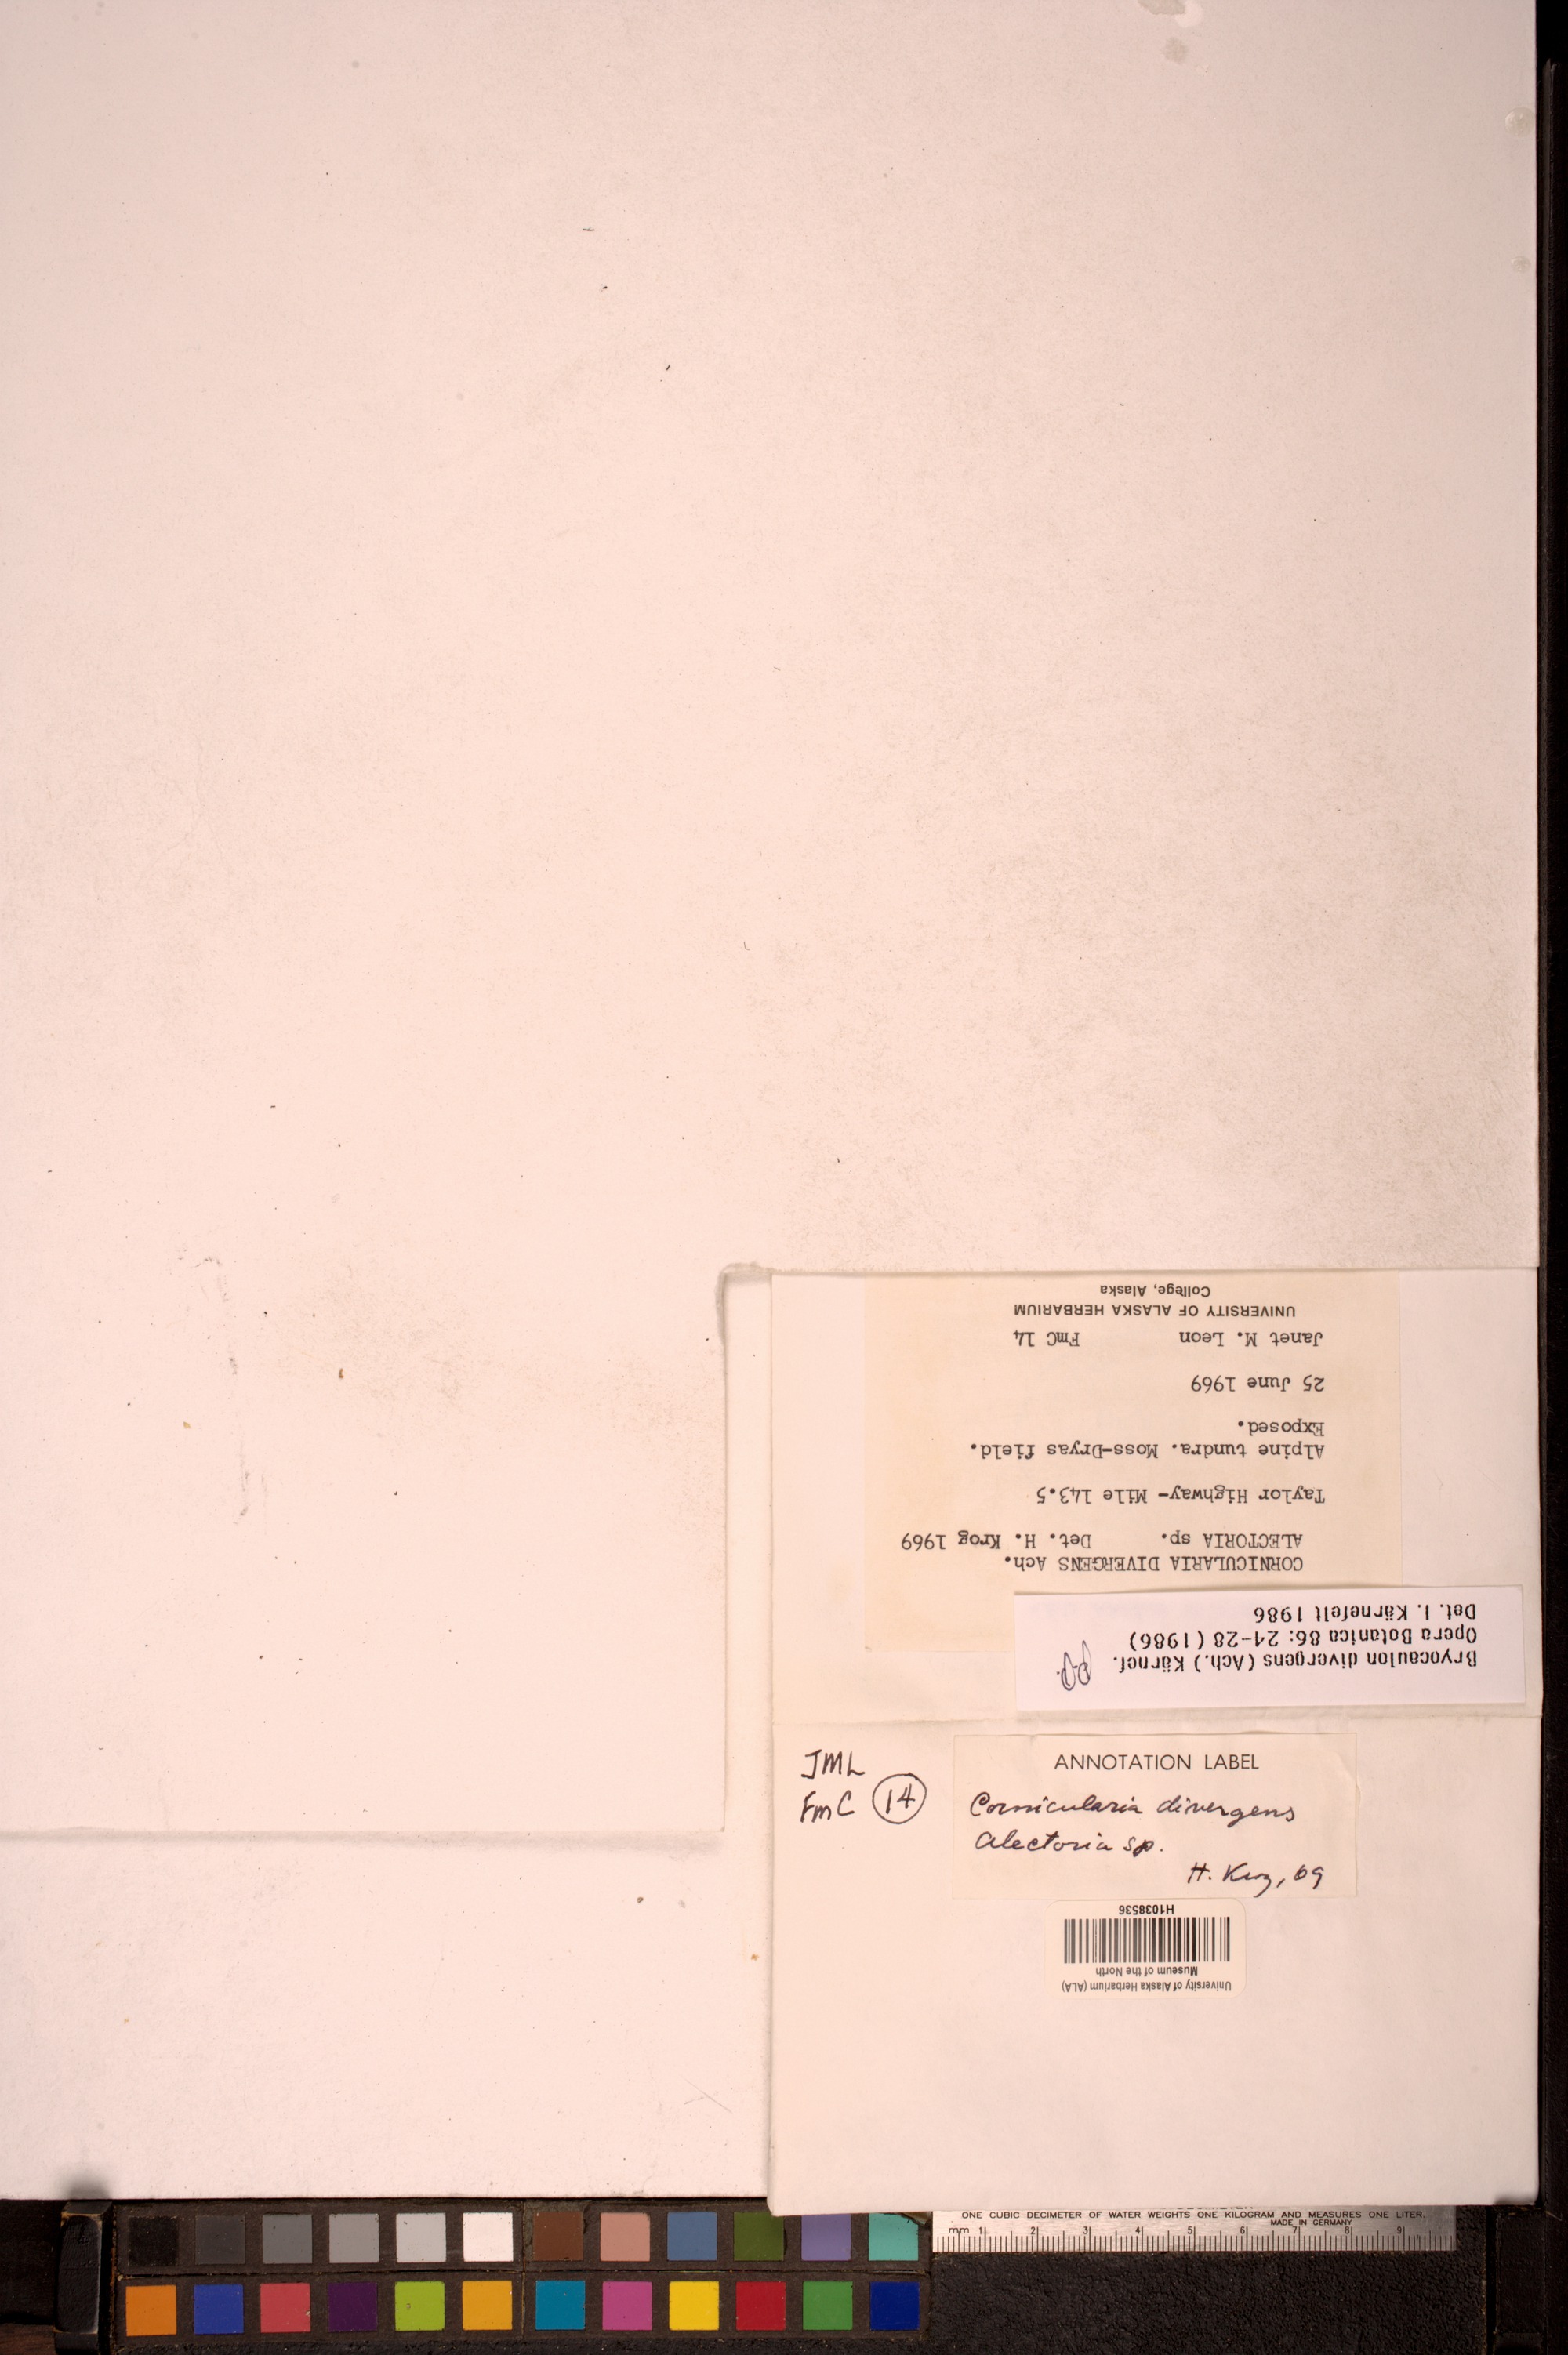 CORNICULARIA DIVERGENS Ach.
ALECTORIA sp. Det. H. Krog 1969
Taylor Highway- Mile 143.5
Alpine tundra. Moss-Dryas field.
Exposed.
25 June 1969
Janet M. Leon FmC 14
UNIVERSITY OF ALASKA HERBARIUM
College, Alaska
Bryocaulon divergens (Ach.) Kärnef.
Opera Botanica 86: 24-28 (1986)
Det. I. Kärnefelt 1986
pp
JML
FmC 14
ANNOTATION LABEL
Cornicularia divergens
Alectoria sp.
H. Krog, 69
University of Alaska Herbarium (ALA)
Museum of the North
H1038536
ONE CUBIC DECIMETER OF WATER WEIGHTS ONE KILOGRAM AND MEASURES ONE LITER.
MADE IN GERMANY
mm 1 2 3 4 5 6 7 8 9